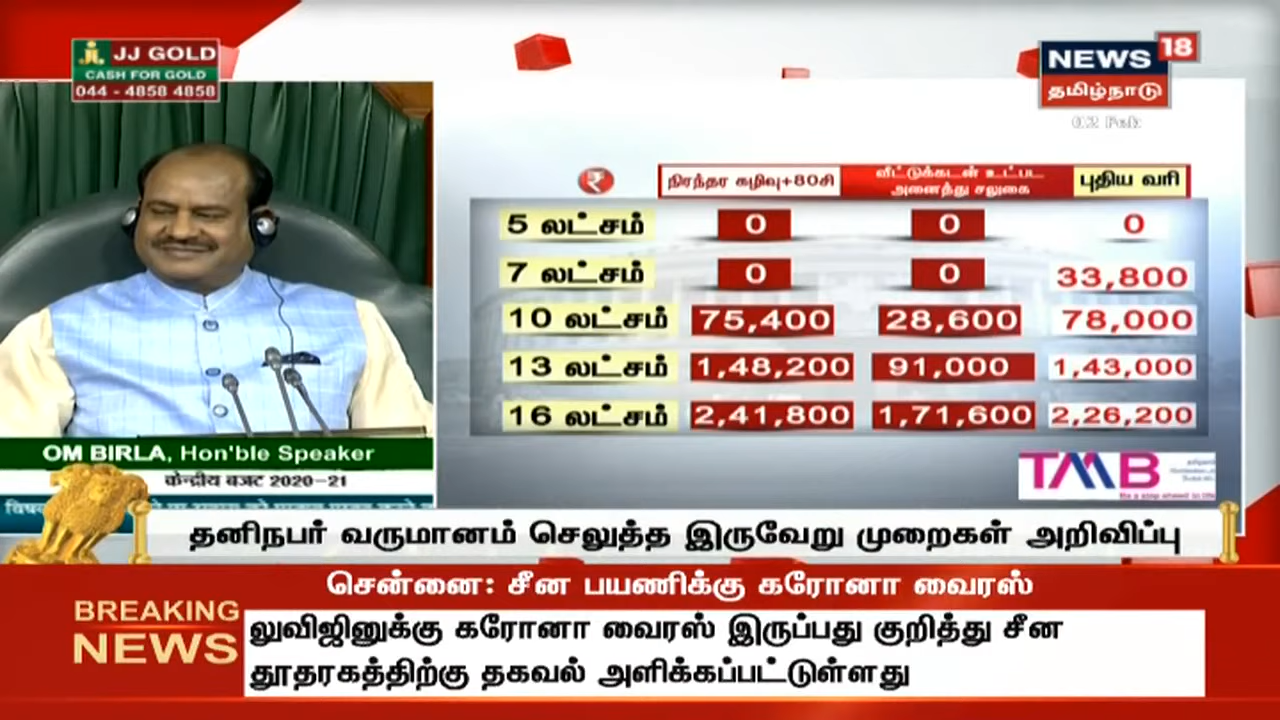 JJ GOLD
CASH FOR GOLD
044 - 4858 4858
NEWS 18
தமிழ்நாடு
02 Feb
நிரந்தர கழிவு+80சி வீட்டுக்கடன் உட்பட அனைத்து சலுகை புதிய வரி
5 லட்சம் 0 0 0
7 லட்சம் 0 0 33,800
10 லட்சம் 75,400 28,600 78,000
13 லட்சம் 1,48,200 91,000 1,43,000
16 லட்சம் 2,41,800 1,71,600 2,26,200
OM BIRLA, Hon'ble Speaker
केन्द्रीय बजट 2020-21
TMB
தனிநபர் வருமானம் செலுத்த இருவேறு முறைகள் அறிவிப்பு
சென்னை: சீன பயணிக்கு கரோனா வைரஸ்
BREAKING
NEWS
லுவிஜினுக்கு கரோனா வைரஸ் இருப்பது குறித்து சீன
தூதரகத்திற்கு தகவல் அளிக்கப்பட்டுள்ளது